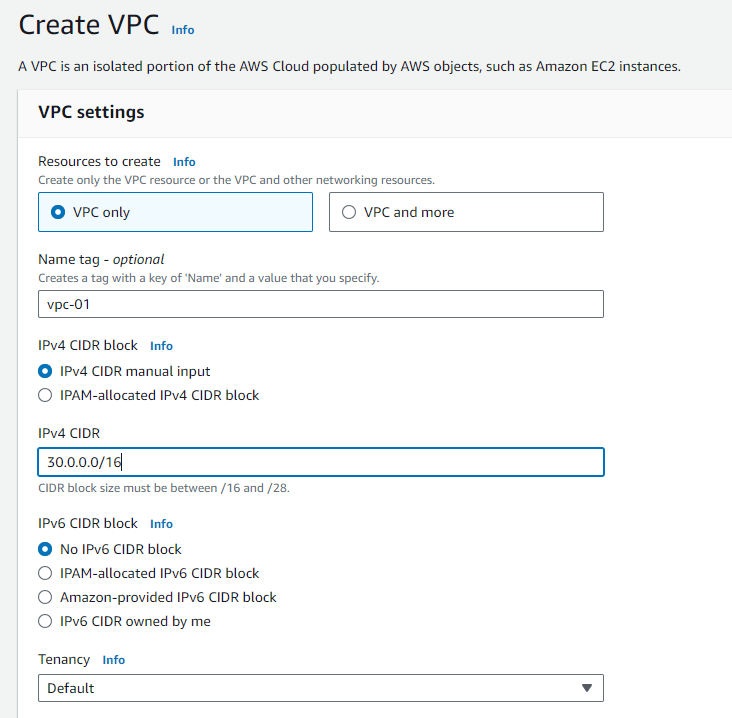 Create VPC Info
A VPC is an isolated portion of the AWS Cloud populated by AWS objects, such as Amazon EC2 instances.
VPC settings
Resources to create Info
Create only the VPC resource or the VPC and other networking resources.
VPC only
VPC and more
Name tag - optional
Creates a tag with a key of 'Name' and a value that you specify.
vpc-01
IPv4 CIDR block Info
IPv4 CIDR manual input
IPAM-allocated IPv4 CIDR block
IPv4 CIDR
30.0.0.0/16
CIDR block size must be between /16 and /28.
IPv6 CIDR block Info
No IPv6 CIDR block
IPAM-allocated IPv6 CIDR block
Amazon-provided IPv6 CIDR block
IPv6 CIDR owned by me
Tenancy Info
Default